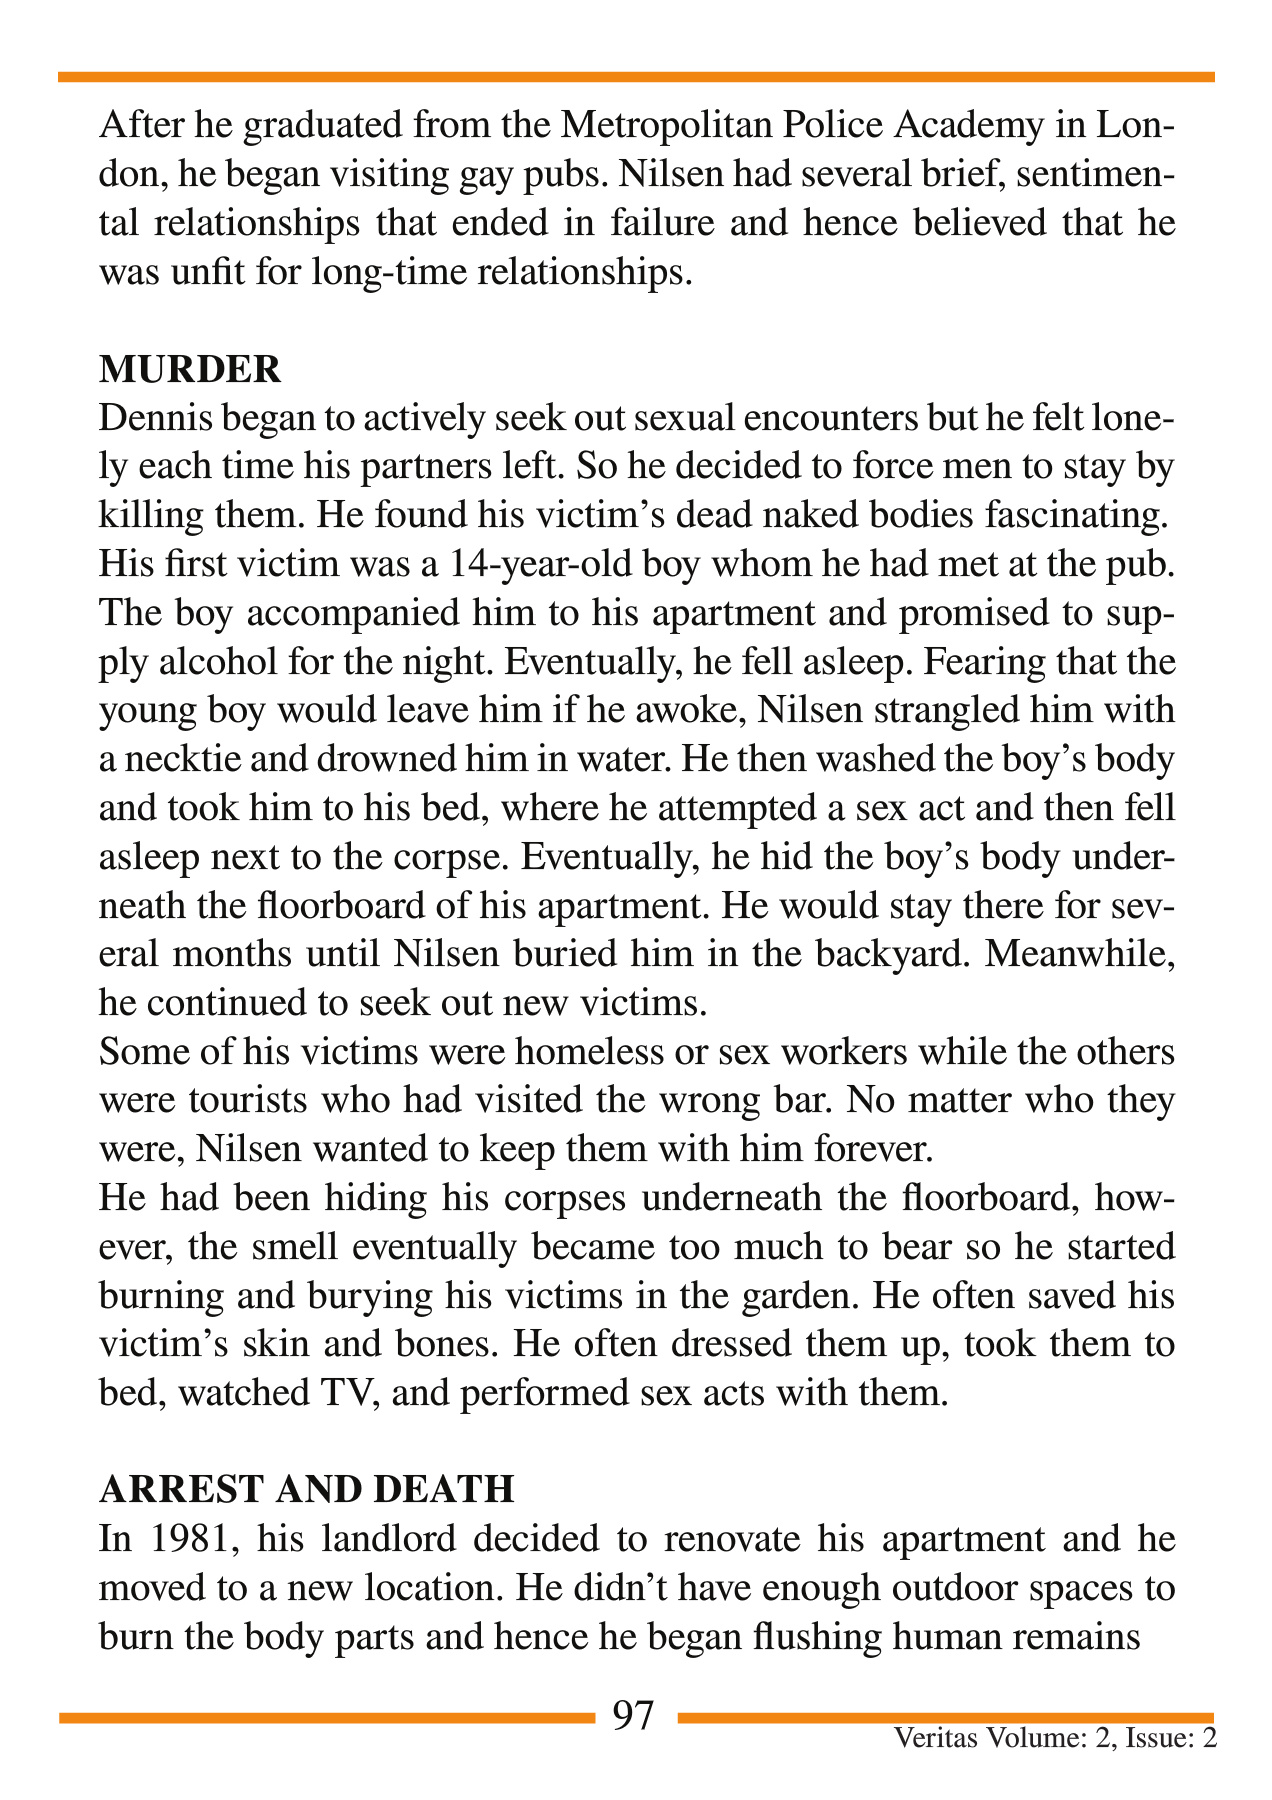 After he graduated from the Metropolitan Police Academy in Lon-
don, he began visiting gay pubs. Nilsen had several brief, sentimen-
tal relationships that ended in failure and hence believed that he
was unfit for long-time relationships.
MURDER
Dennis began to actively seek out sexual encounters but he felt lone-
ly each time his partners left. So he decided to force men to stay by
killing them. He found his victim’s dead naked bodies fascinating.
His first victim was a 14-year-old boy whom he had met at the pub.
The boy accompanied him to his apartment and promised to sup-
ply alcohol for the night. Eventually, he fell asleep. Fearing that the
young boy would leave him if he awoke, Nilsen strangled him with
a necktie and drowned him in water. He then washed the boy’s body
and took him to his bed, where he attempted a sex act and then fell
asleep next to the corpse. Eventually, he hid the boy’s body under-
neath the floorboard of his apartment. He would stay there for sev-
eral months until Nilsen buried him in the backyard. Meanwhile,
he continued to seek out new victims.
Some of his victims were homeless or sex workers while the others
were tourists who had visited the wrong bar. No matter who they
were, Nilsen wanted to keep them with him forever.
He had been hiding his corpses underneath the floorboard, how-
ever, the smell eventually became too much to bear so he started
burning and burying his victims in the garden. He often saved his
victim’s skin and bones. He often dressed them up, took them to
bed, watched TV, and performed sex acts with them.
ARREST AND DEATH
In 1981, his landlord decided to renovate his apartment and he
moved to a new location. He didn’t have enough outdoor spaces to
burn the body parts and hence he began flushing human remains
97
Veritas Volume: 2, Issue: 2